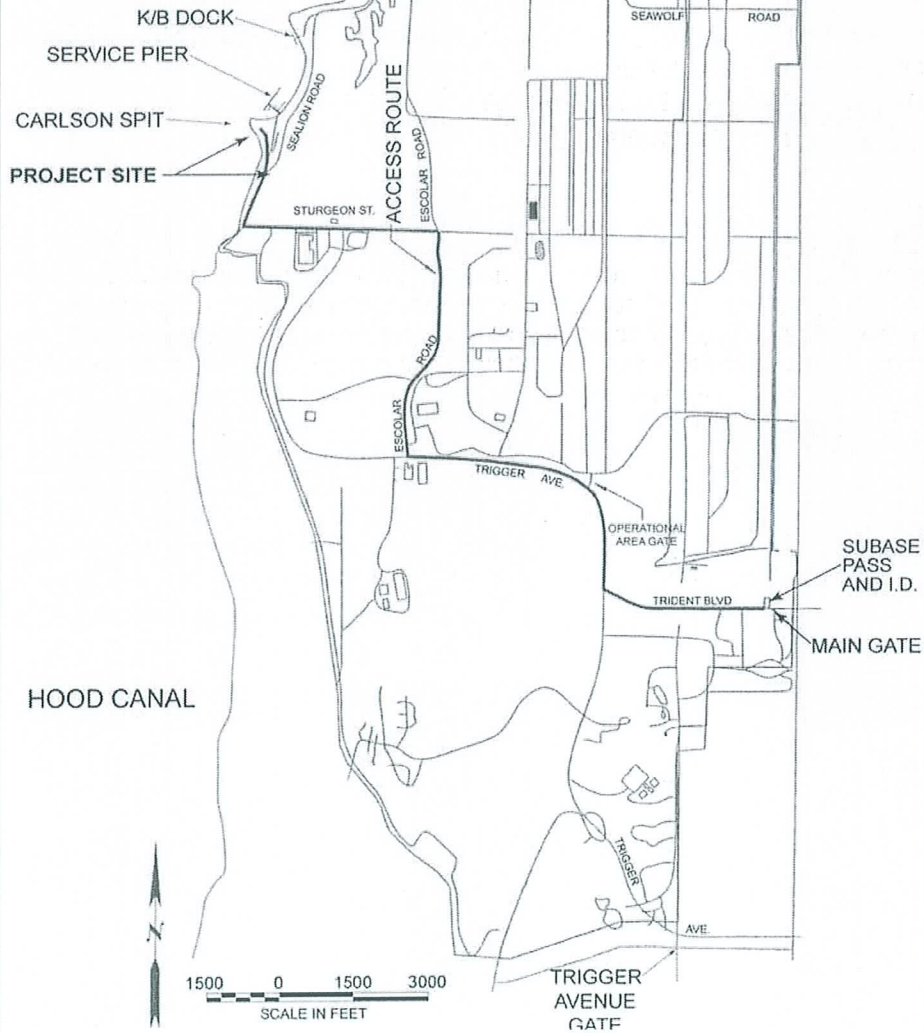 K/B DOCK
SEAWOLF ROAD
SERVICE PIER
CARLSON SPIT
PROJECT SITE
SEALION ROAD
ACCESS ROUTE
ESCOLAR ROAD
STURGEON ST.
ESCOLAR ROAD
TRIGGER AVE.
OPERATIONAL
AREA GATE
SUBASE
PASS
AND I.D.
TRIDENT BLVD
MAIN GATE
HOOD CANAL
TRIGGER AVE.
N
1500 0 1500 3000
SCALE IN FEET
TRIGGER
AVENUE
GATE